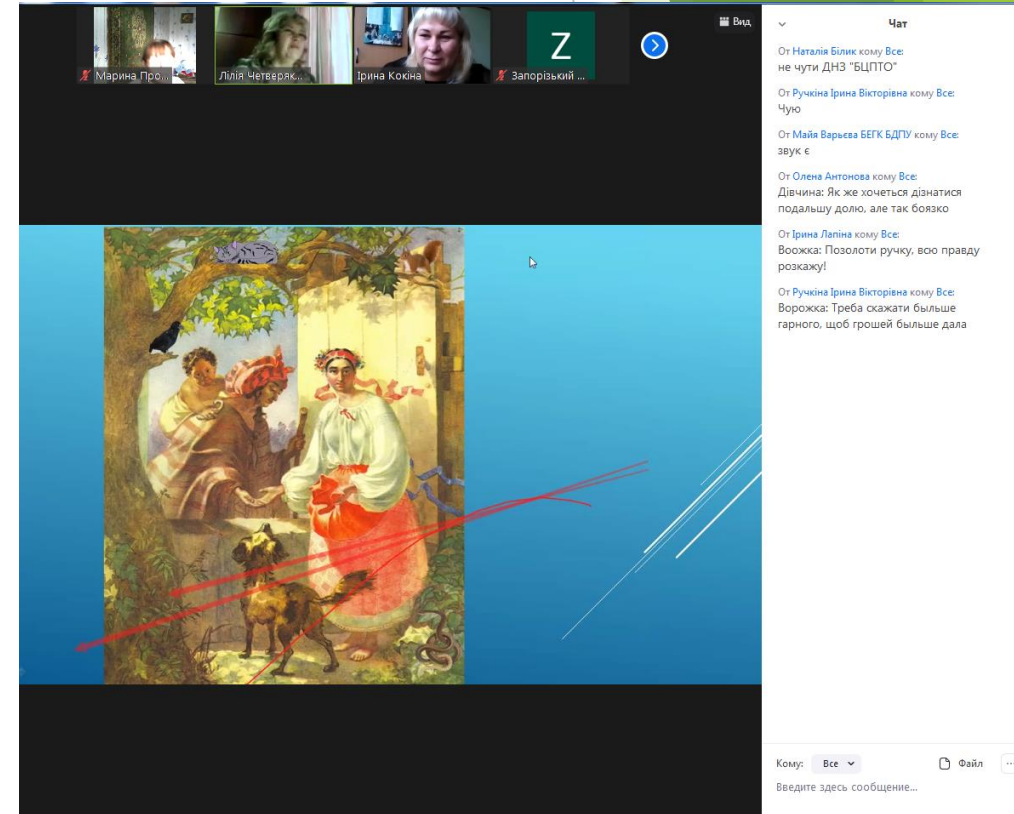 Марина Про...
Лілія Четверяк...
Ірина Кокіна
Z
Запорізький ...
Вид
Чат
От Наталія Білик кому Все:
не чути ДНЗ "БЦПТО"
От Ручкіна Ірина Вікторівна кому Все:
Чую
От Майя Варьєва БЕГК БДПУ кому Все:
звук є
От Олена Антонова кому Все:
Дівчина: Як же хочеться дізнатися
подальшу долю, але так боязко
От Ірина Лапіна кому Все:
Воожка: Позолоти ручку, всю правду
розкажу!
От Ручкіна Ірина Вікторівна кому Все:
Ворожка: Треба скажати быльше
гарного, щоб грошей быльше дала
Кому: Все Файл ...
Введите здесь сообщение...